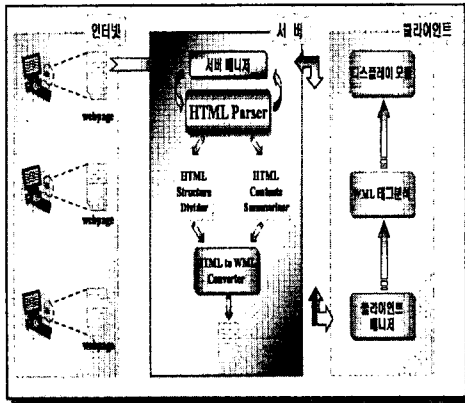 인터넷
서 버
클라이언트
webpage
webpage
webpage
서버 매니저
HTML Parser
HTML
Structure
Divider
HTML
Contents
Summarizer
HTML to WML
Converter
디스플레이 모듈
WML 태그분석
클라이언트
매니저